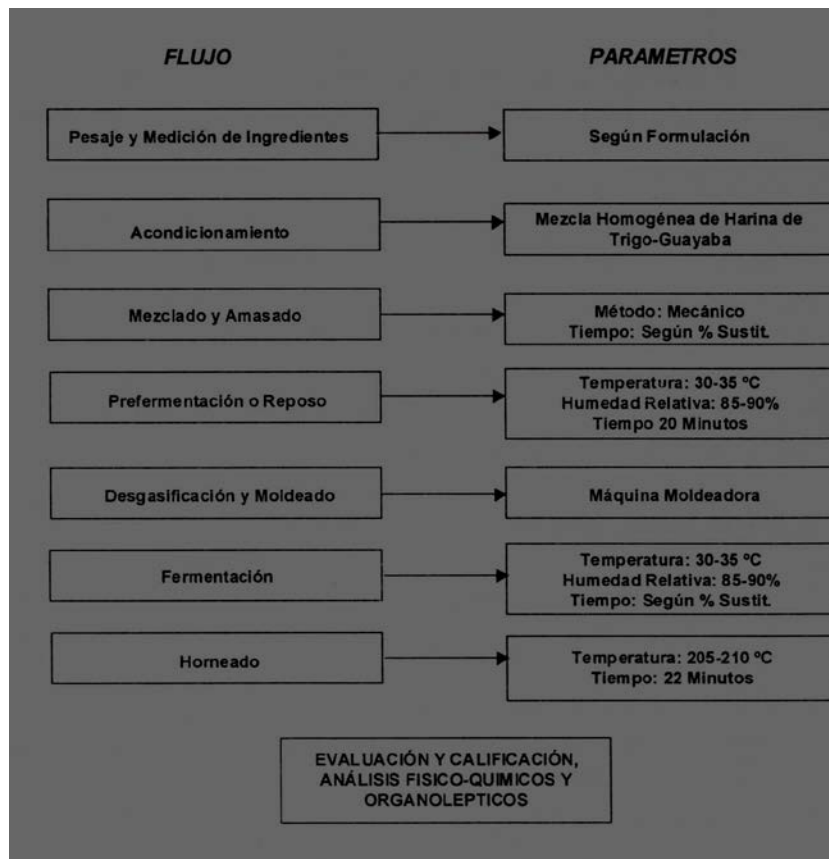 FLUJO
PARAMETROS
Pesaje y Medición de Ingredientes
Según Formulación
Acondicionamiento
Mezcla Homogénea de Harina de
Trigo-Guayaba
Mezclado y Amasado
Método: Mecánico
Tiempo: Según % Sustit.
Prefermentación o Reposo
Temperatura: 30-35 ºC
Humedad Relativa: 85-90%
Tiempo 20 Minutos
Desgasificación y Moldeado
Máquina Moldeadora
Fermentación
Temperatura: 30-35 ºC
Humedad Relativa: 85-90%
Tiempo: Según % Sustit.
Horneado
Temperatura: 205-210 ºC
Tiempo: 22 Minutos
EVALUACIÓN Y CALIFICACIÓN,
ANÁLISIS FISICO-QUIMICOS Y
ORGANOLEPTICOS